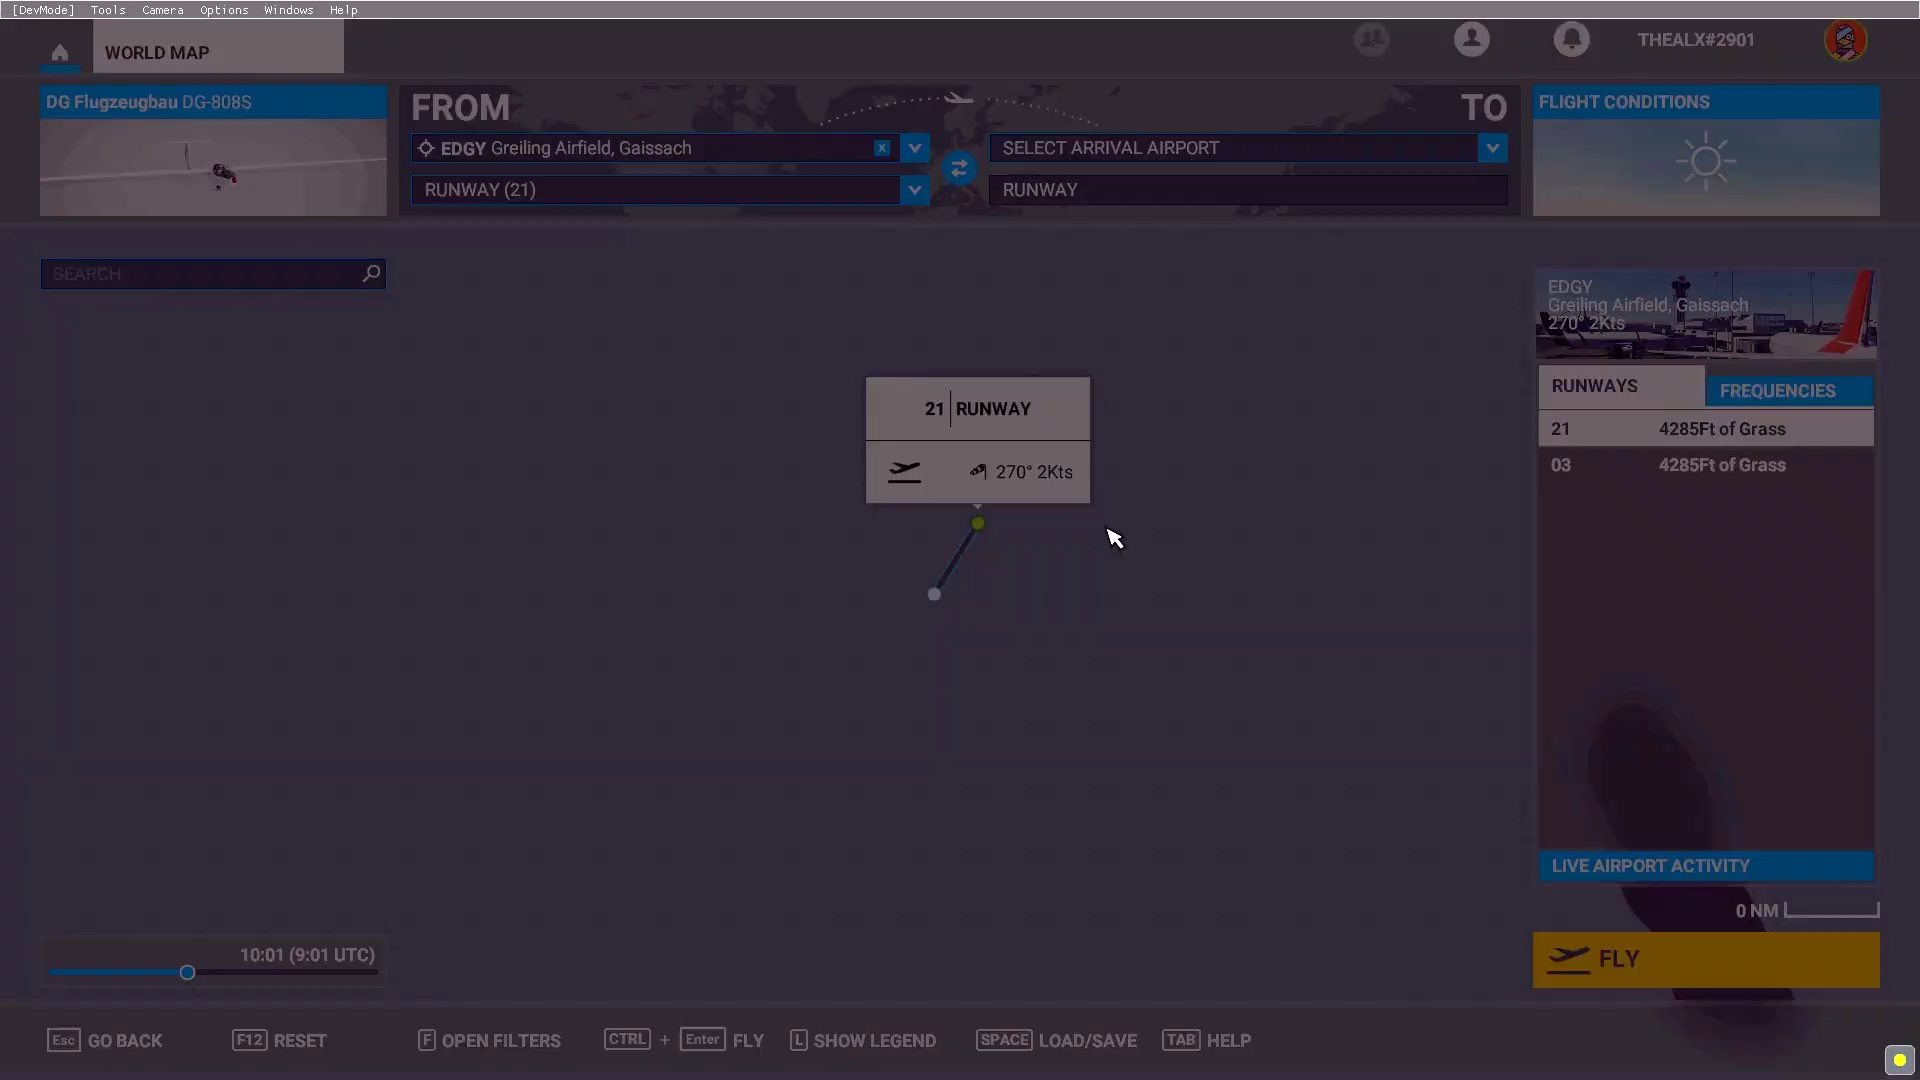 [DevMode] Tools Camera Options Windows Help
WORLD MAP
THEALX#2901
DG Flugzeugbau DG-808S
FROM
TO
FLIGHT CONDITIONS
EDGY Greiling Airfield, Gaissach x
SELECT ARRIVAL AIRPORT
RUNWAY (21)
RUNWAY
SEARCH
EDGY
Greiling Airfield, Gaissach
270° 2Kts
RUNWAYS
FREQUENCIES
21 4285Ft of Grass
03 4285Ft of Grass
21 RUNWAY
270° 2Kts
LIVE AIRPORT ACTIVITY
0 NM
10:01 (9:01 UTC)
FLY
Esc GO BACK
F12 RESET
F OPEN FILTERS
CTRL + Enter FLY
L SHOW LEGEND
SPACE LOAD/SAVE
TAB HELP